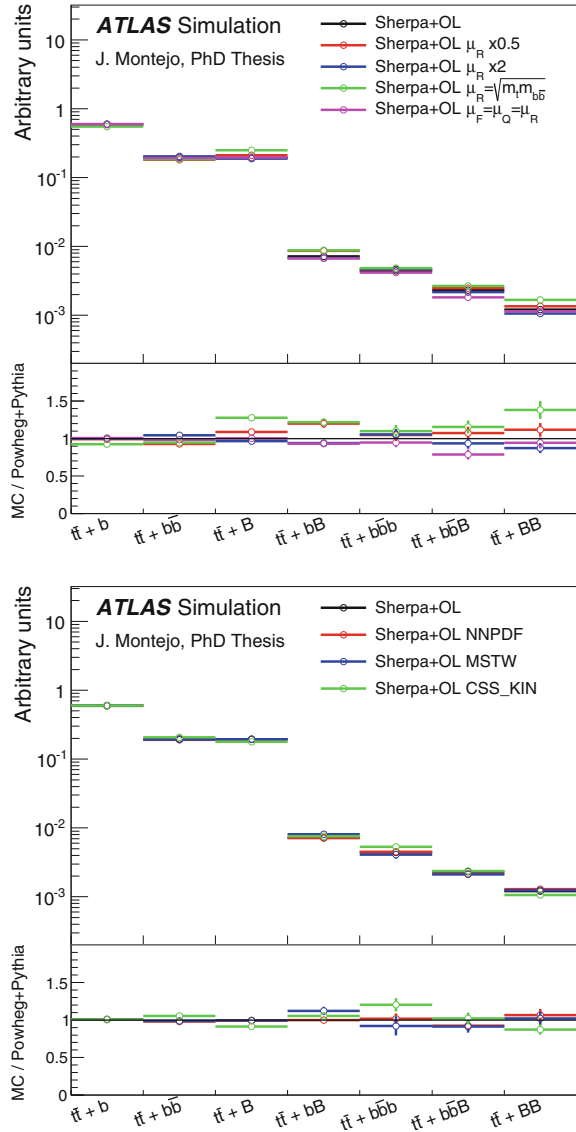 ATLAS Simulation
J. Montejo, PhD Thesis
Sherpa+OL
Sherpa+OL μR x0.5
Sherpa+OL μR x2
Sherpa+OL μR=√mtmbb̅
Sherpa+OL μF=μQ=μR
Arbitrary units
10
1
10⁻¹
10⁻²
10⁻³
MC / Powheg+Pythia
1.5
1
0.5
0
tt̅ + b
tt̅ + bb̅
tt̅ + B
tt̅ + bB
tt̅ + bb̅b
tt̅ + bb̅B
tt̅ + BB
ATLAS Simulation
J. Montejo, PhD Thesis
Sherpa+OL
Sherpa+OL NNPDF
Sherpa+OL MSTW
Sherpa+OL CSS_KIN
Arbitrary units
10
1
10⁻¹
10⁻²
10⁻³
MC / Powheg+Pythia
1.5
1
0.5
0
tt̅ + b
tt̅ + bb̅
tt̅ + B
tt̅ + bB
tt̅ + bb̅b
tt̅ + bb̅B
tt̅ + BB